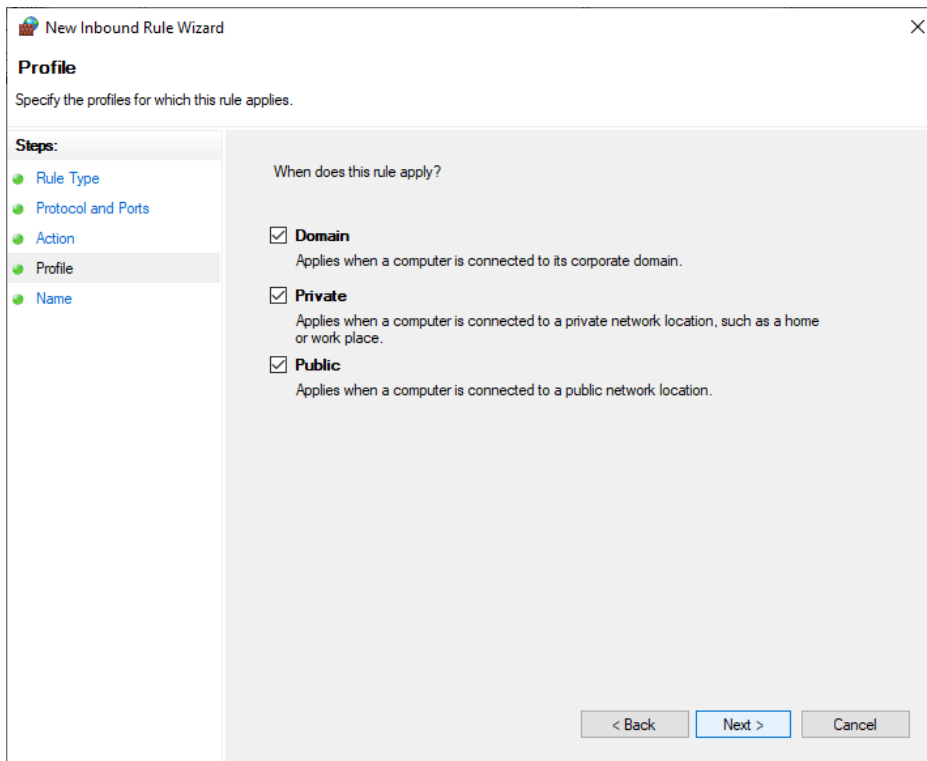 New Inbound Rule Wizard
Profile
Specify the profiles for which this rule applies.
Steps:
Rule Type
Protocol and Ports
Action
Profile
Name
When does this rule apply?
Domain
Applies when a computer is connected to its corporate domain.
Private
Applies when a computer is connected to a private network location, such as a home
or work place.
Public
Applies when a computer is connected to a public network location.
< Back
Next >
Cancel